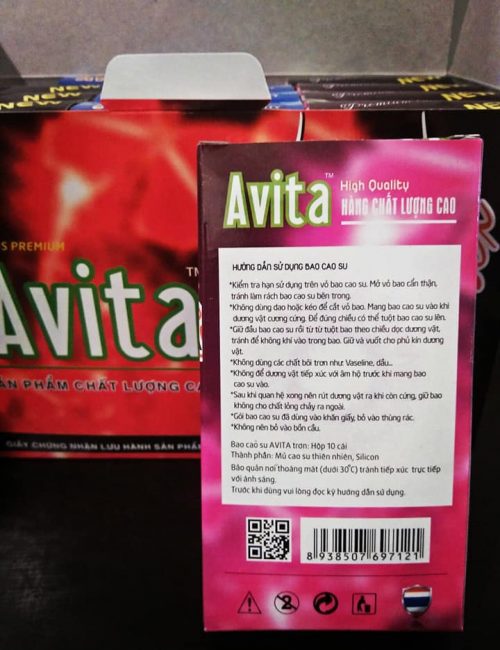 NEW
NEW
NEW
NEW
NEW
S PREMIUM
Avita
TM
ẢN PHẨM CHẤT LƯỢNG CA
GIẤY CHỨNG NHẬN LƯU HÀNH SẢN PHẨ
Avita™
High Quality
HÀNG CHẤT LƯỢNG CAO
HƯỚNG DẪN SỬ DỤNG BAO CAO SU
*Kiểm tra hạn sử dụng trên vỏ bao cao su. Mở vỏ bao cẩn thận,
tránh làm rách bao cao su bên trong.
*Không dùng dao hoặc kéo để cắt vỏ bao. Mang bao cao su vào khi
dương vật cương cứng. Để đúng chiều có thể tuột bao cao su lên.
*Giữ đầu bao cao su rồi từ từ tuột bao theo chiều dọc dương vật,
tránh để không khí vào trong bao. Giữ và vuốt cho phủ kín dương
vật.
*Không dùng các chất bôi trơn như Vaseline, dầu...
*Không để dương vật tiếp xúc với âm hộ trước khi mang bao
cao su vào.
*Sau khi quan hệ xong nên rút dương vật ra khi còn cứng, giữ bao
không cho chất lỏng chảy ra ngoài.
*Gói bao cao su đã dùng vào khăn giấy, bỏ vào thùng rác.
*Không nên bỏ vào bồn cầu.
Bao cao su AVITA trơn: Hộp 10 cái
Thành phần: Mủ cao su thiên nhiên, Silicon
Bảo quản nơi thoáng mát (dưới 30°C) tránh tiếp xúc trực tiếp
với ánh sáng.
Trước khi dùng vui lòng đọc kỹ hướng dẫn sử dụng.
8 938507 697121